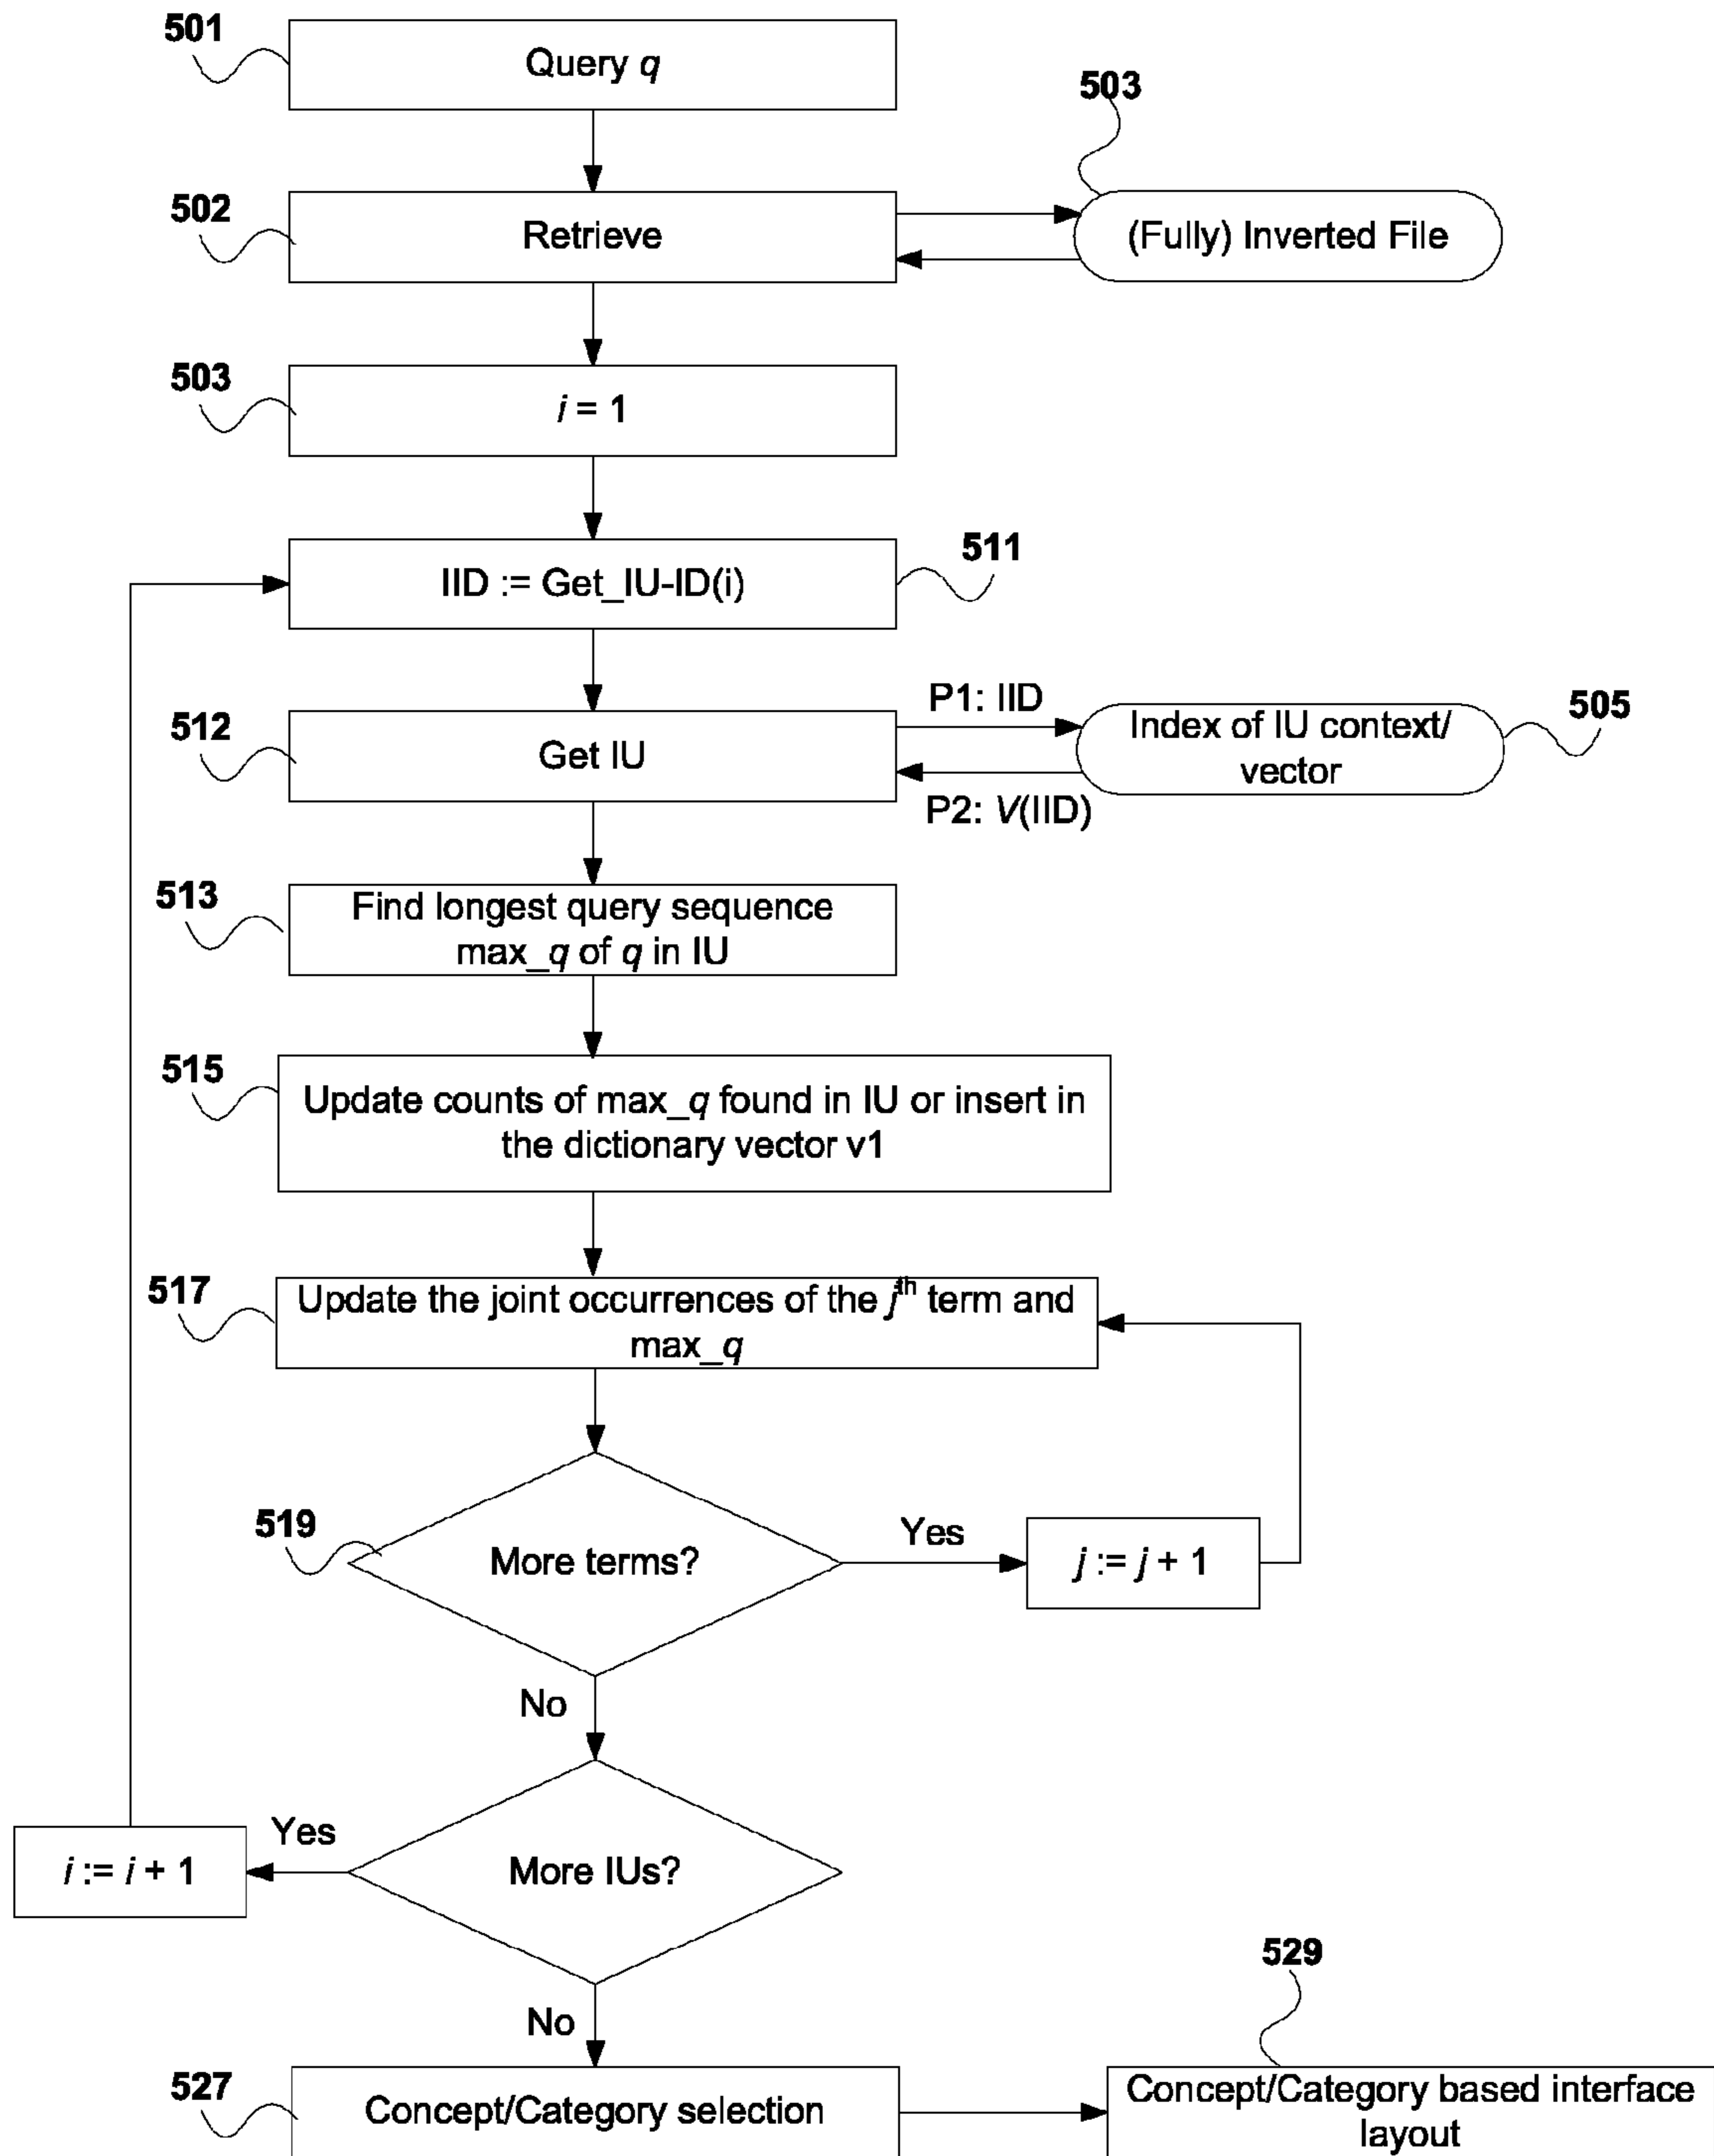 501
Query q
503
502
Retrieve
(Fully) Inverted File
503
i = 1
511
IID := Get_IU-ID(i)
P1: IID
505
512
Get IU
Index of IU context/
vector
P2: V(IID)
513
Find longest query sequence
max_q of q in IU
515
Update counts of max_q found in IU or insert in
the dictionary vector v1
517
Update the joint occurrences of the jth term and
max_q
519
More terms?
Yes
j := j + 1
No
Yes
i := i + 1
More IUs?
529
No
527
Concept/Category selection
Concept/Category based interface
layout